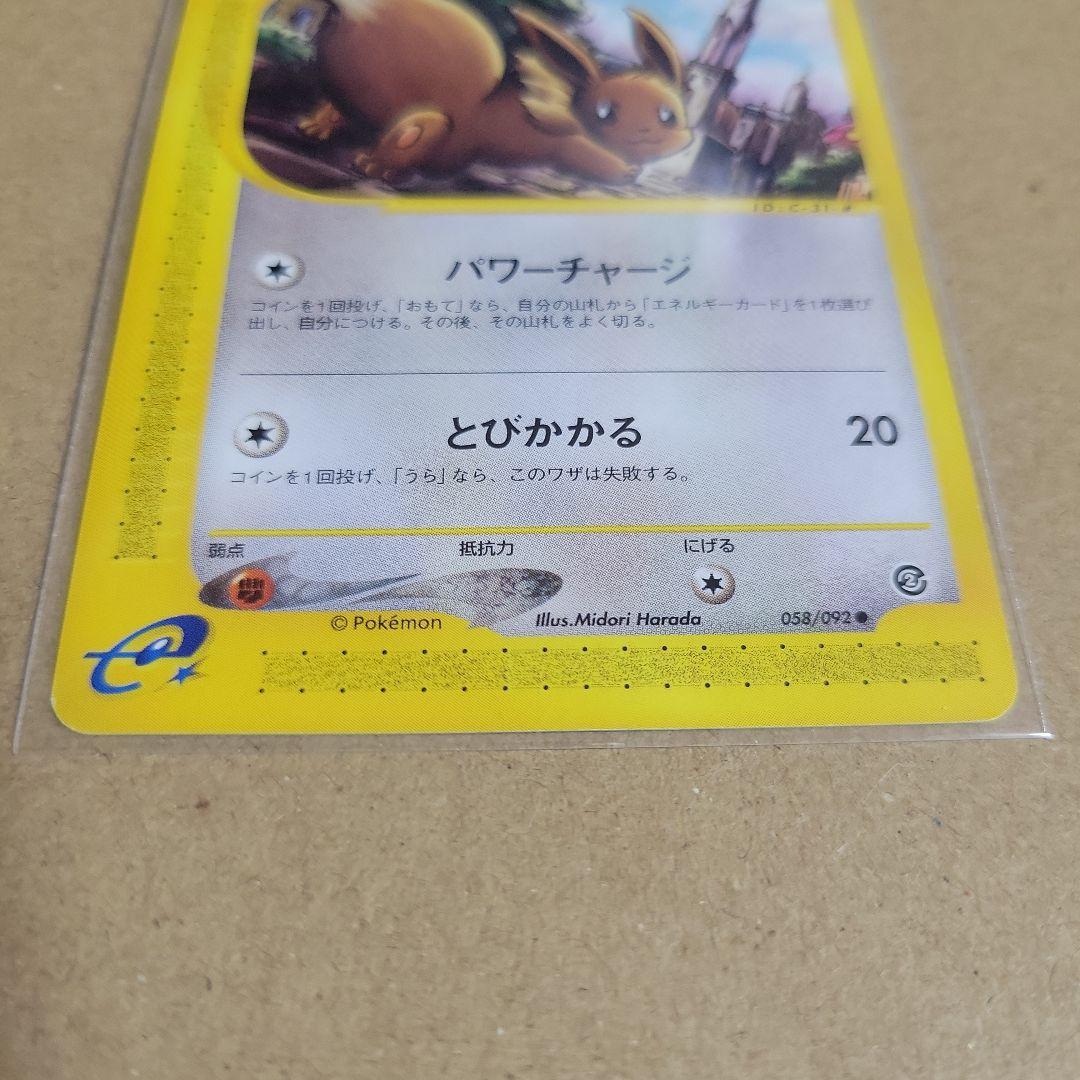 ID:C-31
パワーチャージ
コインを1回投げ、「おもて」なら、自分の山札から「エネルギーカード」を1枚選び
出し、自分につける。その後、その山札をよく切る。
とびかかる 20
コインを1回投げ、「うら」なら、このワザは失敗する。
弱点 抵抗力 にげる
© Pokémon Illus.Midori Harada 058/092 ●
e